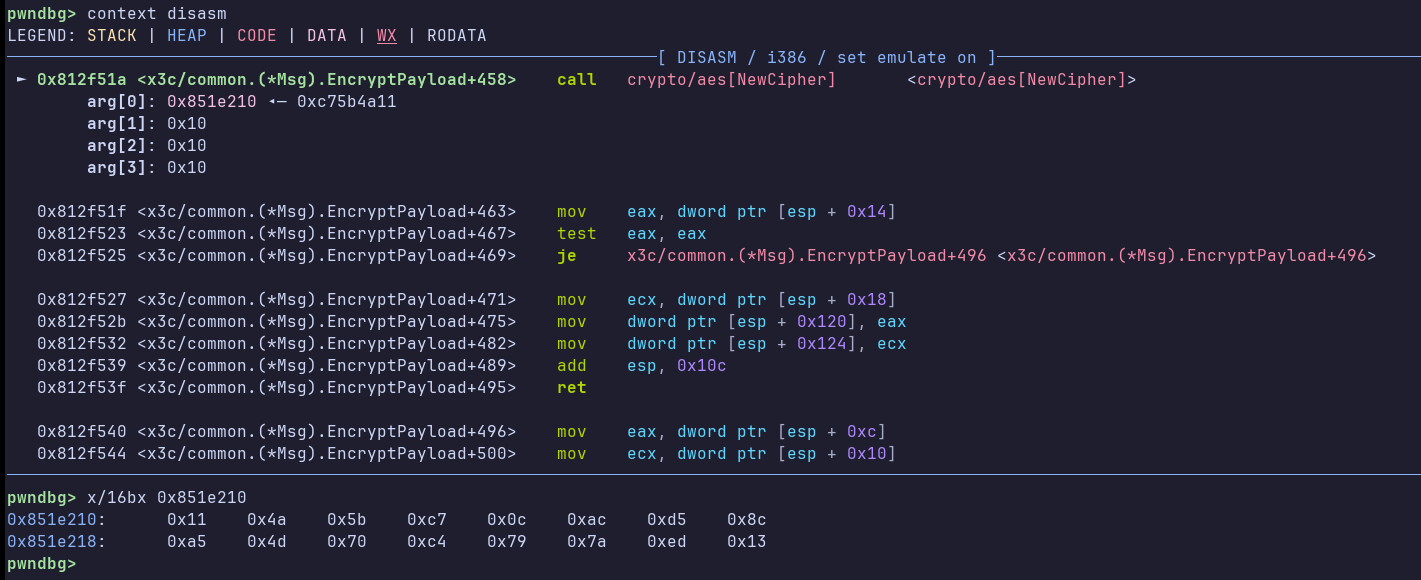 pwndbg> context disasm
LEGEND: STACK | HEAP | CODE | DATA | WX | RODATA
[ DISASM / i386 / set emulate on ]
► 0x812f51a <x3c/common.(*Msg).EncryptPayload+458> call crypto/aes[NewCipher] <crypto/aes[NewCipher]>
arg[0]: 0x851e210 ◂— 0xc75b4a11
arg[1]: 0x10
arg[2]: 0x10
arg[3]: 0x10
0x812f51f <x3c/common.(*Msg).EncryptPayload+463> mov eax, dword ptr [esp + 0x14]
0x812f523 <x3c/common.(*Msg).EncryptPayload+467> test eax, eax
0x812f525 <x3c/common.(*Msg).EncryptPayload+469> je x3c/common.(*Msg).EncryptPayload+496 <x3c/common.(*Msg).EncryptPayload+496>
0x812f527 <x3c/common.(*Msg).EncryptPayload+471> mov ecx, dword ptr [esp + 0x18]
0x812f52b <x3c/common.(*Msg).EncryptPayload+475> mov dword ptr [esp + 0x120], eax
0x812f532 <x3c/common.(*Msg).EncryptPayload+482> mov dword ptr [esp + 0x124], ecx
0x812f539 <x3c/common.(*Msg).EncryptPayload+489> add esp, 0x10c
0x812f53f <x3c/common.(*Msg).EncryptPayload+495> ret
0x812f540 <x3c/common.(*Msg).EncryptPayload+496> mov eax, dword ptr [esp + 0xc]
0x812f544 <x3c/common.(*Msg).EncryptPayload+500> mov ecx, dword ptr [esp + 0x10]
pwndbg> x/16bx 0x851e210
0x851e210: 0x11 0x4a 0x5b 0xc7 0x0c 0xac 0xd5 0x8c
0x851e218: 0xa5 0x4d 0x70 0xc4 0x79 0x7a 0xed 0x13
pwndbg>